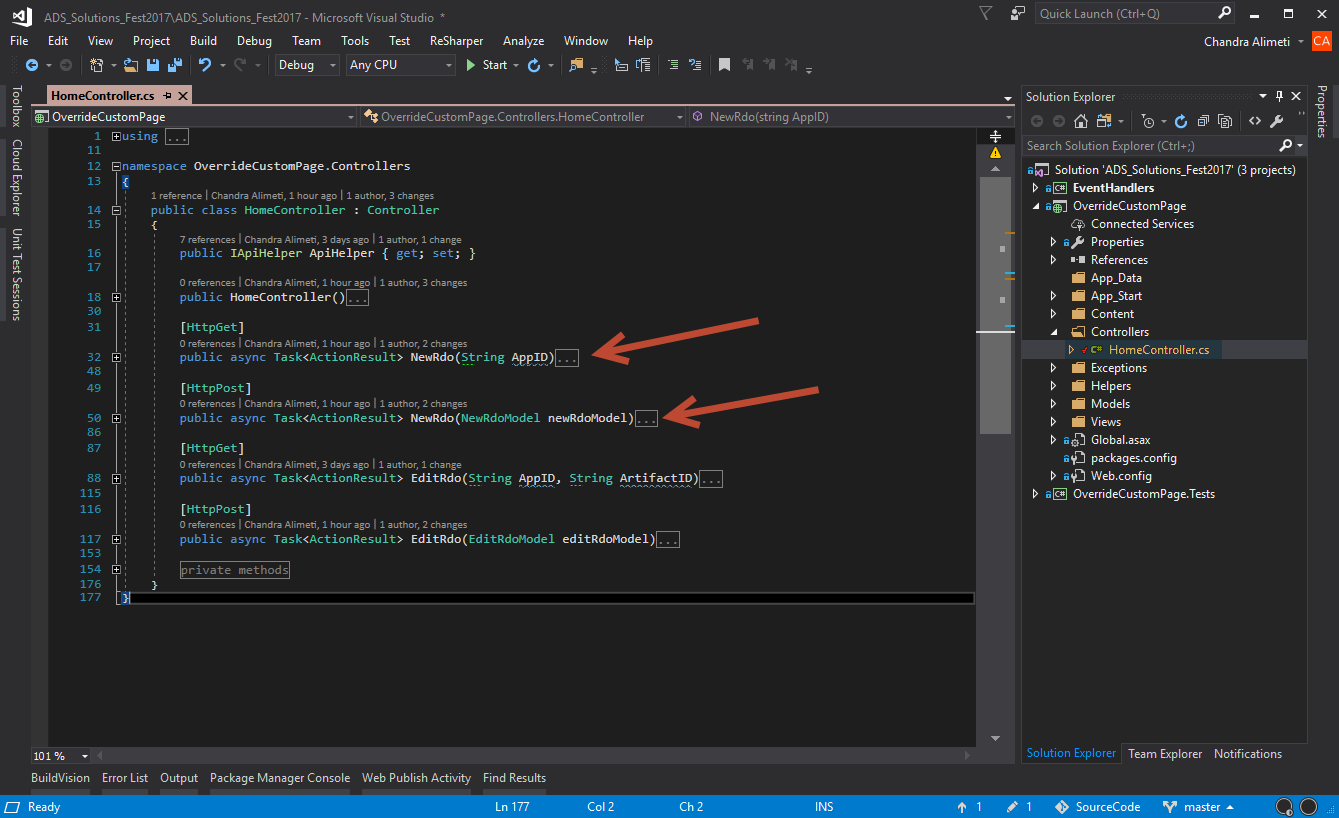 ADS_Solutions_Fest2017\ADS_Solutions_Fest2017 - Microsoft Visual Studio *
Quick Launch (Ctrl+Q)
File Edit View Project Build Debug Team Tools Test ReSharper Analyze Window Help
Chandra Alimeti CA
Debug Any CPU Start
Toolbox
Cloud Explorer
Unit Test Sessions
HomeController.cs
OverrideCustomPage OverrideCustomPage.Controllers.HomeController NewRdo(string AppID)
1 using ...
11
12 namespace OverrideCustomPage.Controllers
13 {
1 reference | Chandra Alimeti, 1 hour ago | 1 author, 3 changes
14 public class HomeController : Controller
15 {
7 references | Chandra Alimeti, 3 days ago | 1 author, 1 change
16 public IApiHelper ApiHelper { get; set; }
17
0 references | Chandra Alimeti, 1 hour ago | 1 author, 3 changes
18 public HomeController()...
30
31 [HttpGet]
0 references | Chandra Alimeti, 1 hour ago | 1 author, 2 changes
32 public async Task<ActionResult> NewRdo(String AppID)...
48
49 [HttpPost]
0 references | Chandra Alimeti, 1 hour ago | 1 author, 2 changes
50 public async Task<ActionResult> NewRdo(NewRdoModel newRdoModel)...
86
87 [HttpGet]
0 references | Chandra Alimeti, 3 days ago | 1 author, 1 change
88 public async Task<ActionResult> EditRdo(String AppID, String ArtifactID)...
115
116 [HttpPost]
0 references | Chandra Alimeti, 1 hour ago | 1 author, 2 changes
117 public async Task<ActionResult> EditRdo(EditRdoModel editRdoModel)...
153
154 private methods
176 }
177 }
101 %
Solution Explorer
Search Solution Explorer (Ctrl+;)
Solution 'ADS_Solutions_Fest2017' (3 projects)
C# EventHandlers
OverrideCustomPage
Connected Services
Properties
References
App_Data
App_Start
Content
Controllers
C# HomeController.cs
Exceptions
Helpers
Models
Views
Global.asax
packages.config
Web.config
C# OverrideCustomPage.Tests
Solution Explorer Team Explorer Notifications
Properties
BuildVision Error List Output Package Manager Console Web Publish Activity Find Results
Ready Ln 177 Col 2 Ch 2 INS 1 1 SourceCode master